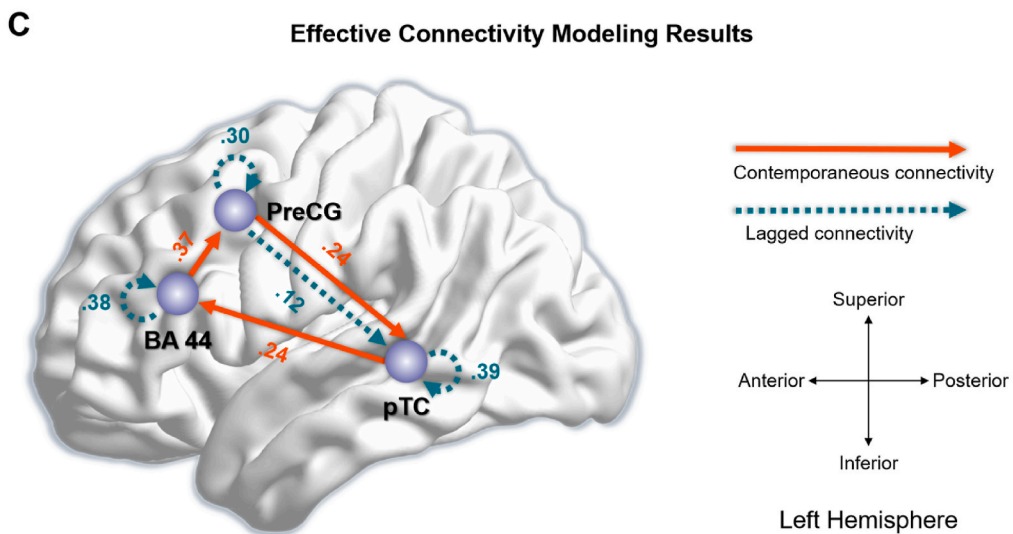 C
Effective Connectivity Modeling Results
.30
PreCG
.37
.24
.38
.12
BA 44
.24
.39
pTC
Contemporaneous connectivity
Lagged connectivity
Superior
Anterior
Posterior
Inferior
Left Hemisphere